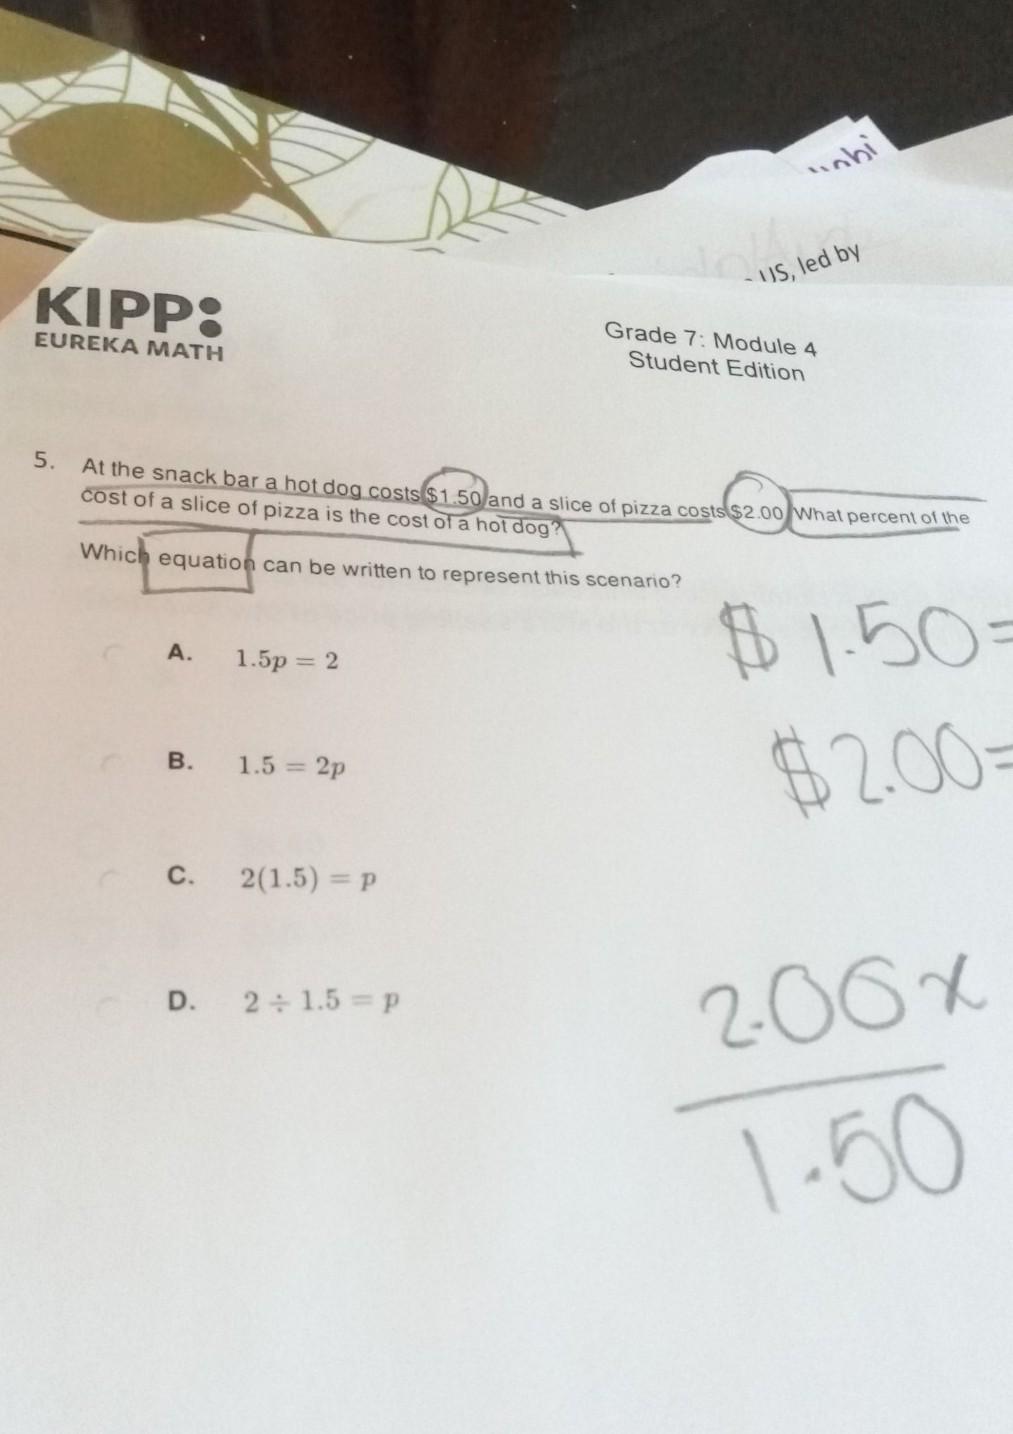 US, led by
KIPP:
EUREKA MATH
Grade 7: Module 4
Student Edition
5. At the snack bar a hot dog costs $1.50 and a slice of pizza costs $2.00. What percent of the
cost of a slice of pizza is the cost of a hot dog?
Which equation can be written to represent this scenario?
A. 1.5p = 2
$1.50=
B. 1.5 = 2p
$2.00=
C. 2(1.5) = p
D. 2 ÷ 1.5 = p
2.00 x
1.50